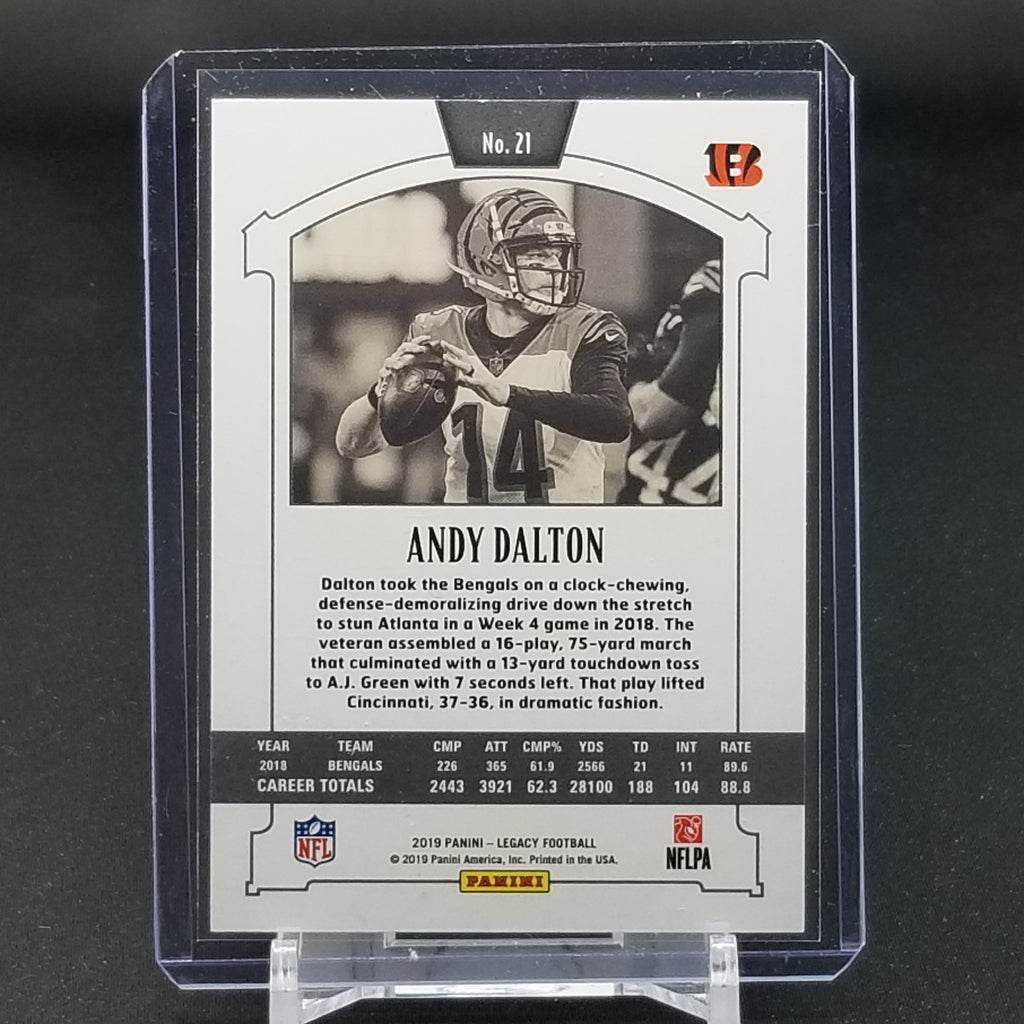 No. 21
B
14
44
ANDY DALTON
Dalton took the Bengals on a clock-chewing,
defense-demoralizing drive down the stretch
to stun Atlanta in a Week 4 game in 2018. The
veteran assembled a 16-play, 75-yard march
that culminated with a 13-yard touchdown toss
to A.J. Green with 7 seconds left. That play lifted
Cincinnati, 37-36, in dramatic fashion.
YEAR TEAM CMP ATT CMP% YDS TD INT RATE
2018 BENGALS 226 365 61.9 2566 21 11 89.6
CAREER TOTALS 2443 3921 62.3 28100 188 104 88.8
NFL
2019 PANINI – LEGACY FOOTBALL
© 2019 Panini America, Inc. Printed in the USA.
PANINI
NFLPA